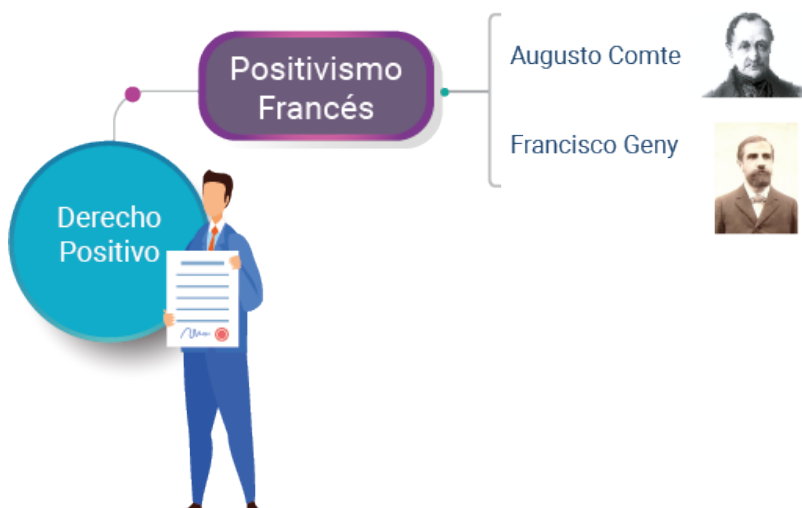 Positivismo
Francés
Augusto Comte
Francisco Geny
Derecho
Positivo